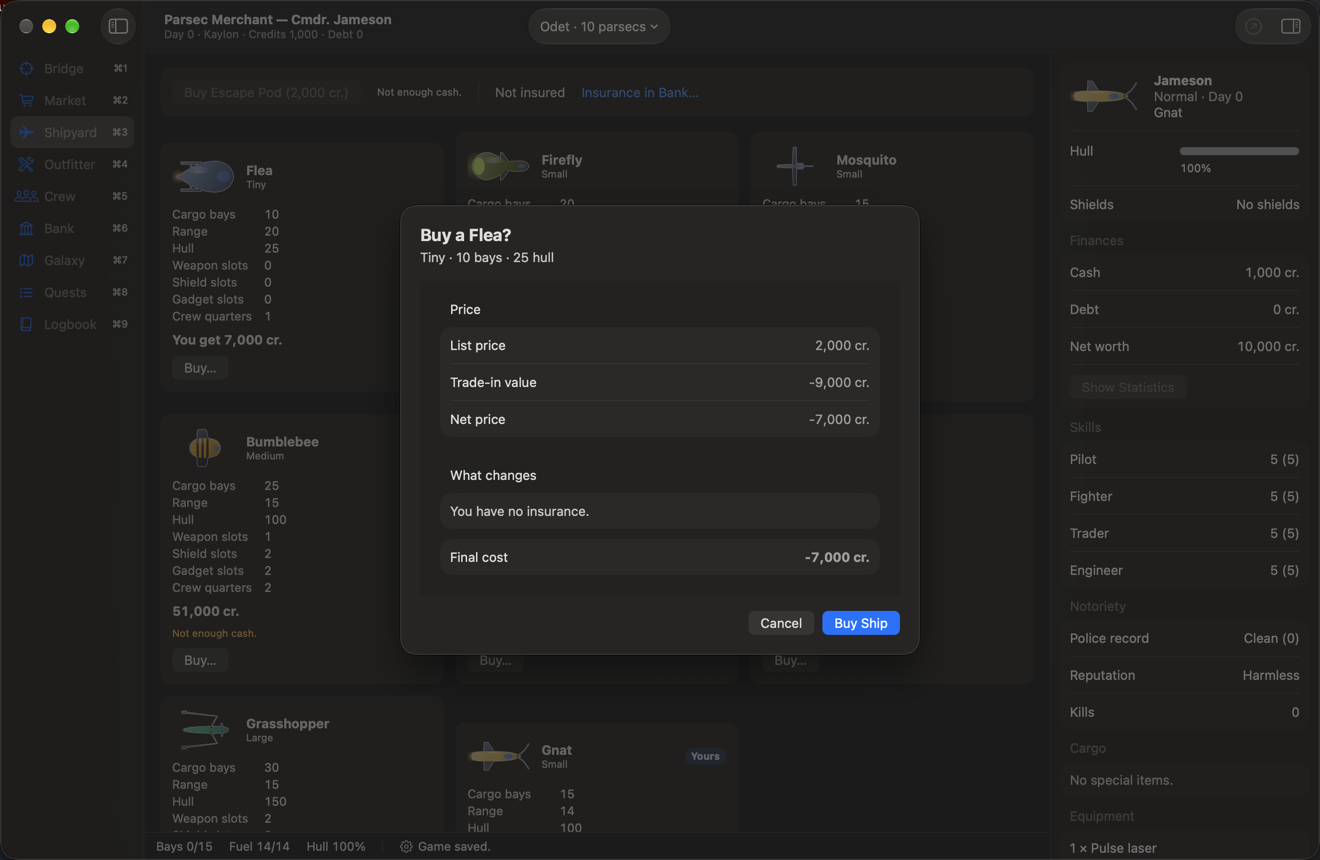 Parsec Merchant — Cmdr. Jameson
Day 0 · Kaylon · Credits 1,000 · Debt 0
Odet · 10 parsecs
Bridge ⌘1
Market ⌘2
Shipyard ⌘3
Outfitter ⌘4
Crew ⌘5
Bank ⌘6
Galaxy ⌘7
Quests ⌘8
Logbook ⌘9
Buy Escape Pod (2,000 cr.)
Not enough cash.
Not insured
Insurance in Bank...
Flea
Tiny
Cargo bays 10
Range 20
Hull 25
Weapon slots 0
Shield slots 0
Gadget slots 0
Crew quarters 1
You get 7,000 cr.
Buy...
Firefly
Small
Cargo bays 20
Mosquito
Small
Cargo bays 15
Buy a Flea?
Tiny · 10 bays · 25 hull
Price
List price 2,000 cr.
Trade-in value -9,000 cr.
Net price -7,000 cr.
What changes
You have no insurance.
Final cost -7,000 cr.
Cancel
Buy Ship
Bumblebee
Medium
Cargo bays 25
Range 15
Hull 100
Weapon slots 1
Shield slots 2
Gadget slots 2
Crew quarters 2
51,000 cr.
Not enough cash.
Buy...
Buy...
Buy...
Grasshopper
Large
Cargo bays 30
Range 15
Hull 150
Weapon slots 2
Gnat
Small
Yours
Cargo bays 15
Range 14
Hull 100
Bays 0/15
Fuel 14/14
Hull 100%
Game saved.
Jameson
Normal · Day 0
Gnat
Hull
100%
Shields No shields
Finances
Cash 1,000 cr.
Debt 0 cr.
Net worth 10,000 cr.
Show Statistics
Skills
Pilot 5 (5)
Fighter 5 (5)
Trader 5 (5)
Engineer 5 (5)
Notoriety
Police record Clean (0)
Reputation Harmless
Kills 0
Cargo
No special items.
Equipment
1 × Pulse laser